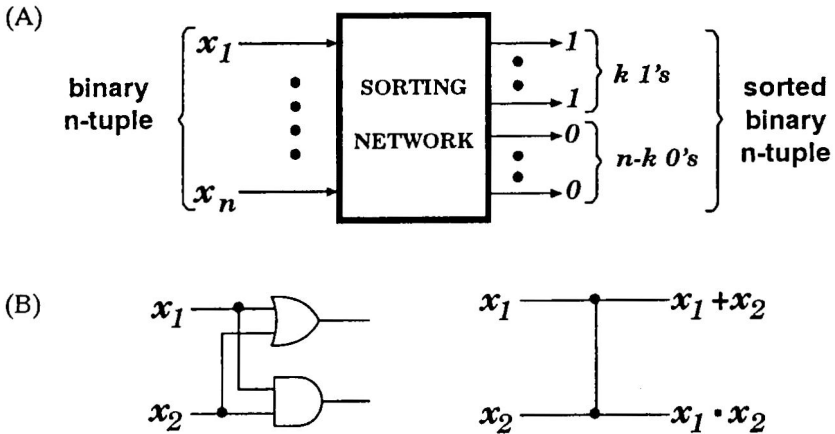 (A)
x1
1
k 1's
binary
n-tuple
SORTING
NETWORK
1
0
n-k 0's
sorted
binary
n-tuple
xn
0
(B)
x1
x1
x1 +x2
x2
x2
x1 · x2